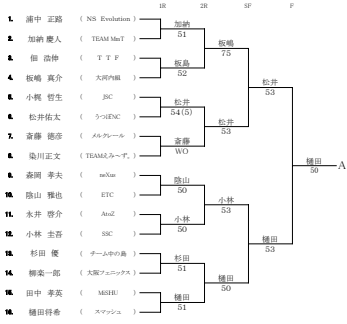 1R 2R SF F
1. 浦中 正路 ( NS Evolution )
加納
2. 加納 慶人 ( TEAM MmT )
51
板嶋
75
3. 佃 浩伸 ( T T F )
板島
4. 板嶋 真介 ( 大河内組 )
52
松井
53
5. 小梶 哲生 ( JSC )
松井
6. 松井佑太 ( うつぼNC )
54(5)
松井
53
7. 斎藤 徳彦 ( メルクレール )
斎藤
8. 染川正文 ( TEAMえみ〜ず。 )
WO
樋田
50
A
9. 森岡 孝夫 ( neXus )
陰山
10. 陰山 雅也 ( ETC )
50
小林
53
11. 永井 啓介 ( AtoZ )
小林
12. 小林 圭吾 ( SSC )
50
樋田
53
13. 杉田 優 ( チーム中の島 )
杉田
14. 柳楽一郎 ( 大阪フェニックス )
51
樋田
50
15. 田中 孝英 ( MiSHU )
樋田
16. 樋田将希 ( スマッシュ )
51